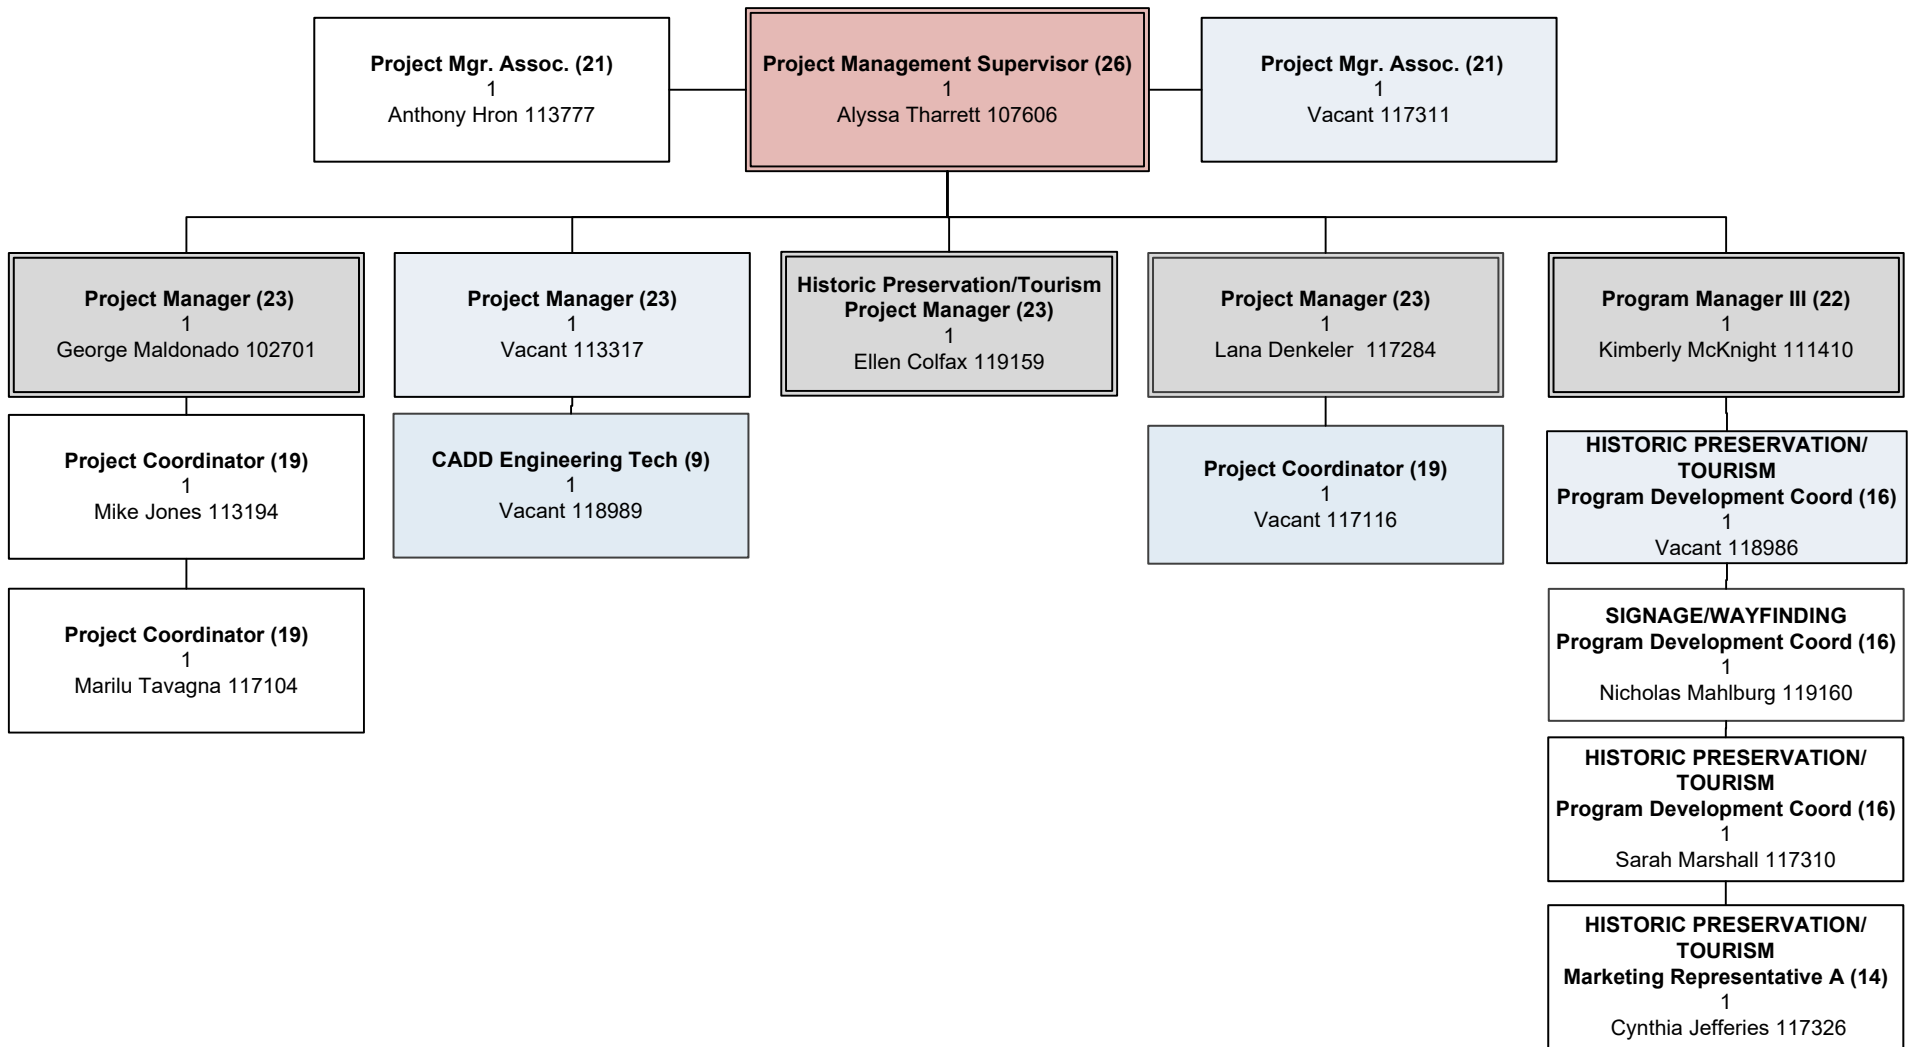 Project Mgr. Assoc. (21)
1
Anthony Hron 113777
Project Management Supervisor (26)
1
Alyssa Tharrett 107606
Project Mgr. Assoc. (21)
1
Vacant 117311
Project Manager (23)
1
George Maldonado 102701
Project Manager (23)
1
Vacant 113317
Historic Preservation/Tourism
Project Manager (23)
1
Ellen Colfax 119159
Project Manager (23)
1
Lana Denkeler  117284
Program Manager III (22)
1
Kimberly McKnight 111410
Project Coordinator (19)
1
Mike Jones 113194
CADD Engineering Tech (9)
1
Vacant 118989
Project Coordinator (19)
1
Vacant 117116
HISTORIC PRESERVATION/
TOURISM
Program Development Coord (16)
1
Vacant 118986
Project Coordinator (19)
1
Marilu Tavagna 117104
SIGNAGE/WAYFINDING
Program Development Coord (16)
1
Nicholas Mahlburg 119160
HISTORIC PRESERVATION/
TOURISM
Program Development Coord (16)
1
Sarah Marshall 117310
HISTORIC PRESERVATION/
TOURISM
Marketing Representative A (14)
1
Cynthia Jefferies 117326